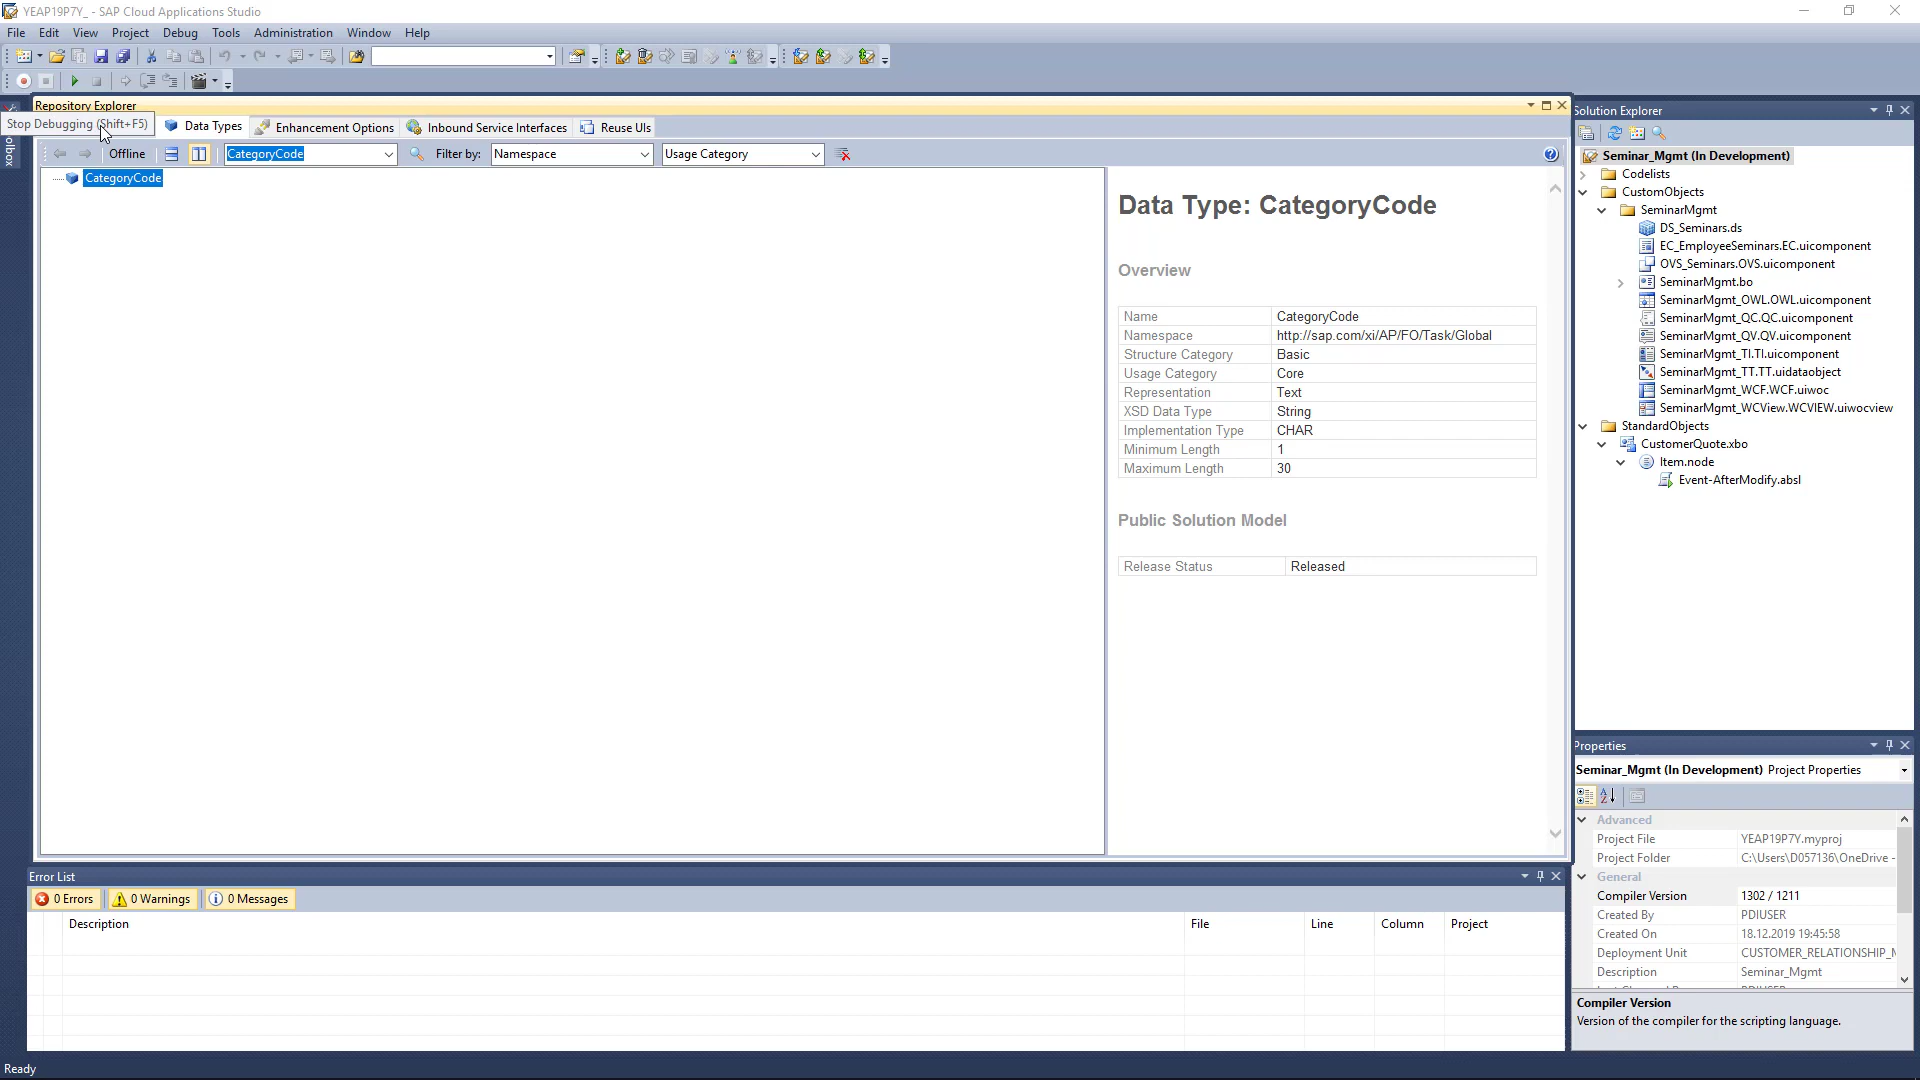 YEAP19P7Y_ - SAP Cloud Applications Studio
File Edit View Project Debug Tools Administration Window Help
Repository Explorer
Stop Debugging (Shift+F5)
Data Types Enhancement Options Inbound Service Interfaces Reuse UIs
Offline CategoryCode Filter by: Namespace Usage Category
CategoryCode
Data Type: CategoryCode
Overview
Name CategoryCode
Namespace http://sap.com/xi/AP/FO/Task/Global
Structure Category Basic
Usage Category Core
Representation Text
XSD Data Type String
Implementation Type CHAR
Minimum Length 1
Maximum Length 30
Public Solution Model
Release Status Released
Solution Explorer
Seminar_Mgmt (In Development)
Codelists
CustomObjects
SeminarMgmt
DS_Seminars.ds
EC_EmployeeSeminars.EC.uicomponent
OVS_Seminars.OVS.uicomponent
SeminarMgmt.bo
SeminarMgmt_OWL.OWL.uicomponent
SeminarMgmt_QC.QC.uicomponent
SeminarMgmt_QV.QV.uicomponent
SeminarMgmt_TI.TI.uicomponent
SeminarMgmt_TT.TT.uidataobject
SeminarMgmt_WCF.WCF.uiwoc
SeminarMgmt_WCView.WCVIEW.uiwocview
StandardObjects
CustomerQuote.xbo
Item.node
Event-AfterModify.absl
Properties
Seminar_Mgmt (In Development) Project Properties
Advanced
Project File YEAP19P7Y.myproj
Project Folder C:\Users\D057136\OneDrive -
General
Compiler Version 1302 / 1211
Created By PDIUSER
Created On 18.12.2019 19:45:58
Deployment Unit CUSTOMER_RELATIONSHIP_M
Description Seminar_Mgmt
Compiler Version
Version of the compiler for the scripting language.
Error List
0 Errors 0 Warnings 0 Messages
Description File Line Column Project
Ready